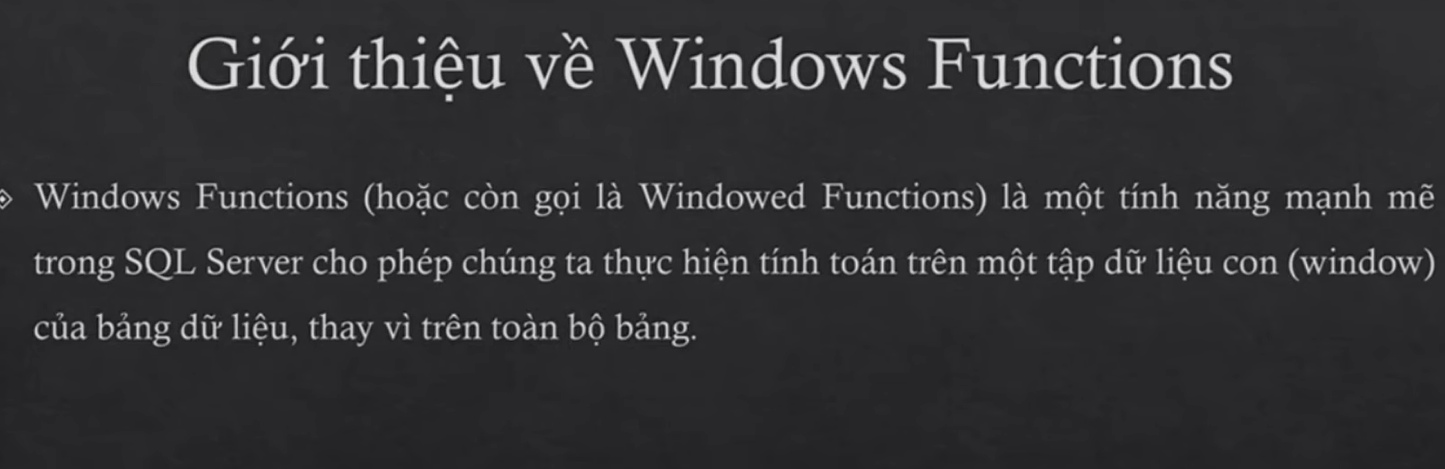 Giới thiệu về Windows Functions
Windows Functions (hoặc còn gọi là Windowed Functions) là một tính năng mạnh mẽ
trong SQL Server cho phép chúng ta thực hiện tính toán trên một tập dữ liệu con (window)
của bảng dữ liệu, thay vì trên toàn bộ bảng.